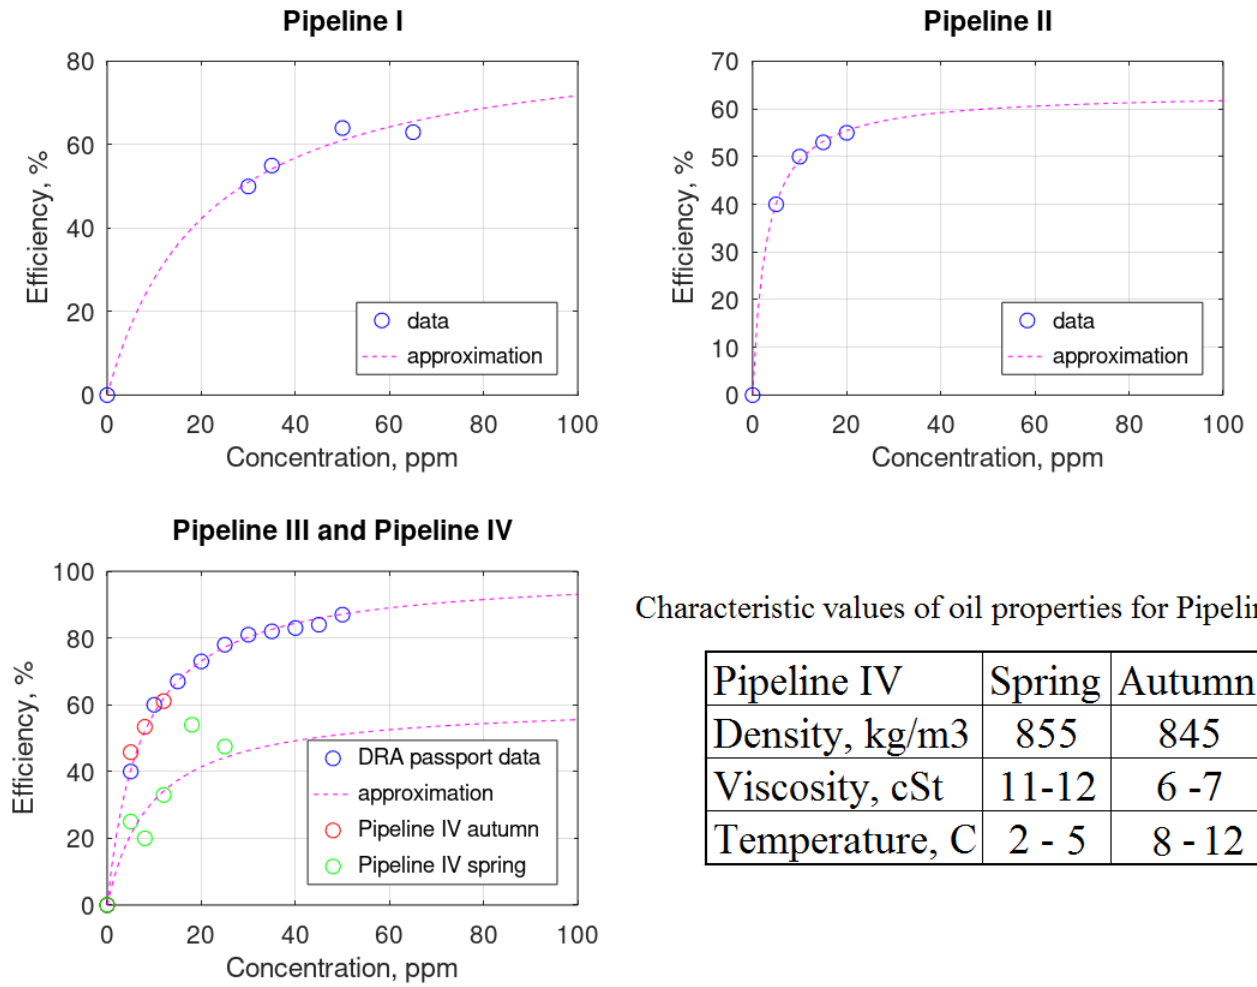 Pipeline I
80
60
40
20
0
0 20 40 60 80 100
Efficiency, %
Concentration, ppm
data
approximation
Pipeline II
70
60
50
40
30
20
10
0
0 20 40 60 80 100
Efficiency, %
Concentration, ppm
data
approximation
Pipeline III and Pipeline IV
100
80
60
40
20
0
0 20 40 60 80 100
Efficiency, %
Concentration, ppm
DRA passport data
approximation
Pipeline IV autumn
Pipeline IV spring
Characteristic values of oil properties for
Pipeline IV Spring Autumn
Density, kg/m3 855 845
Viscosity, cSt 11-12 6 -7
Temperature, C 2 - 5 8 - 12